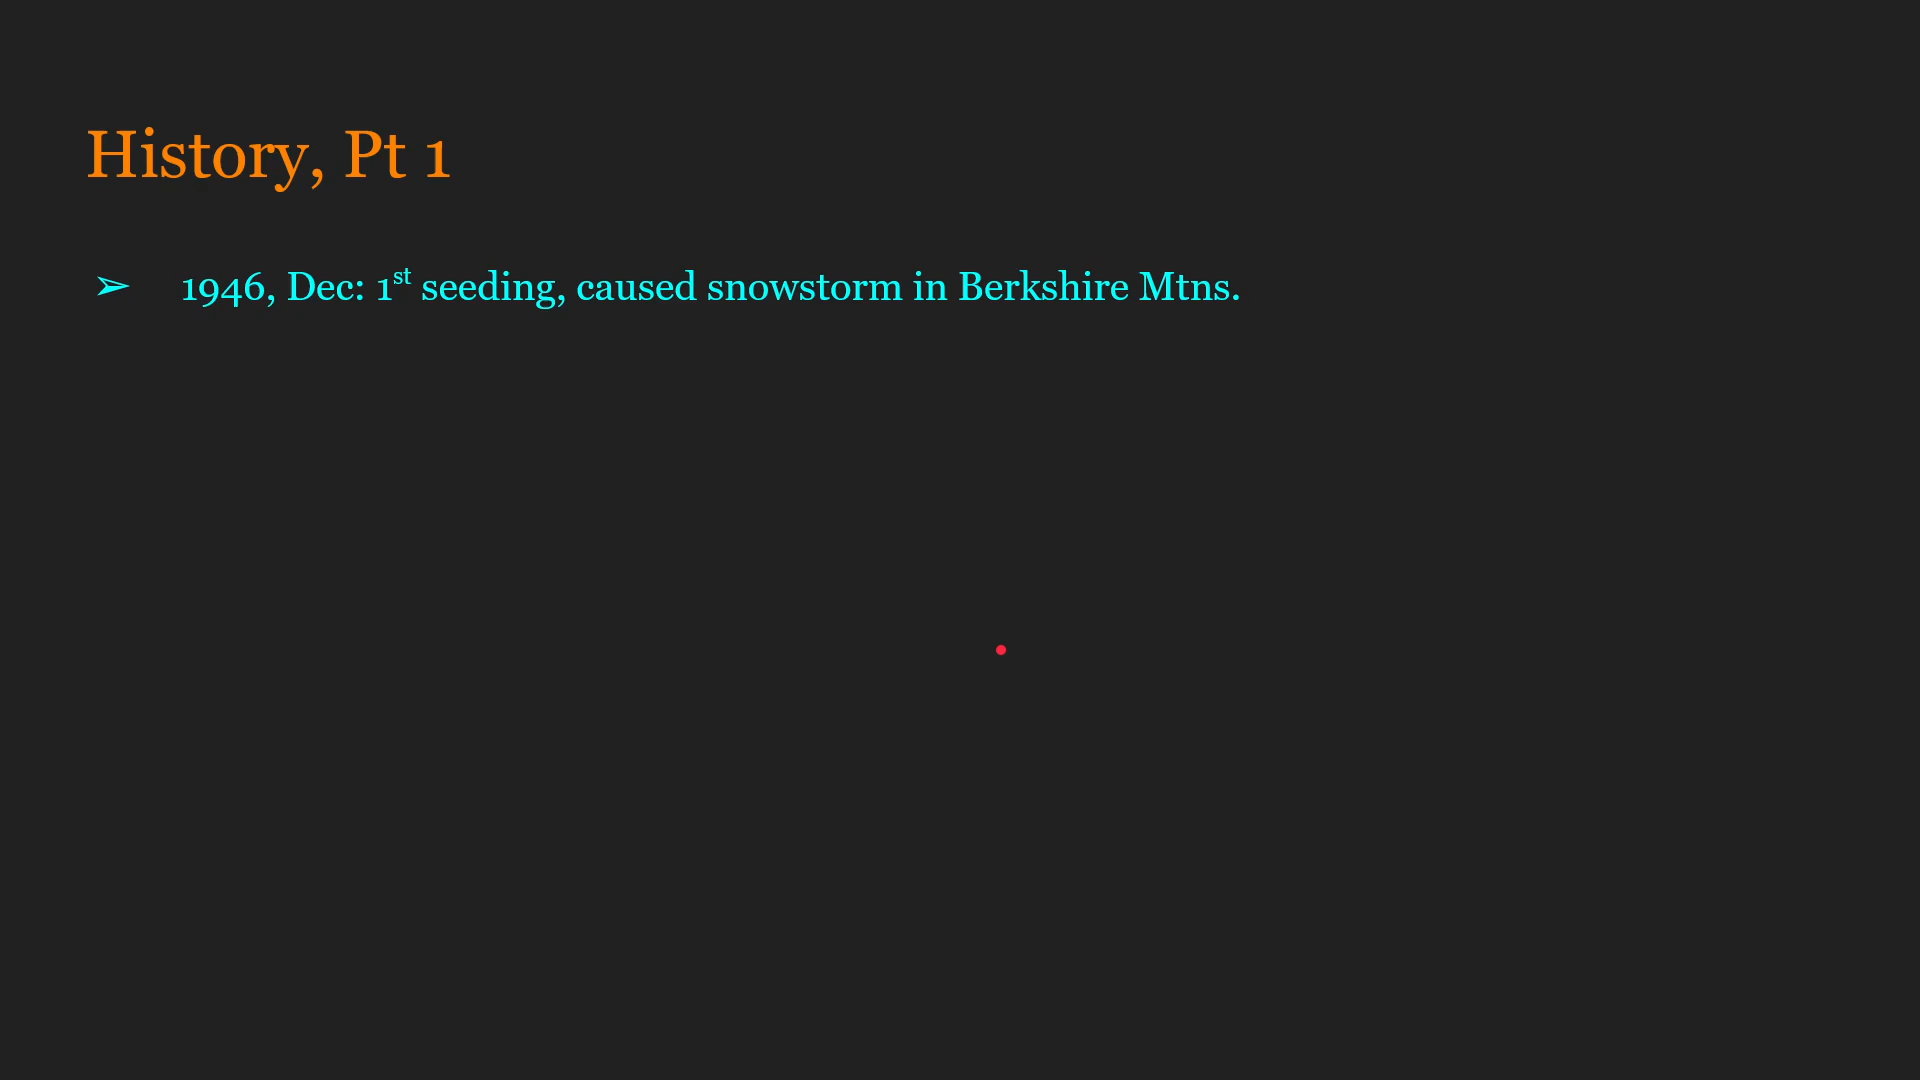 History, Pt 1
➢ 1946, Dec: 1st seeding, caused snowstorm in Berkshire Mtns.